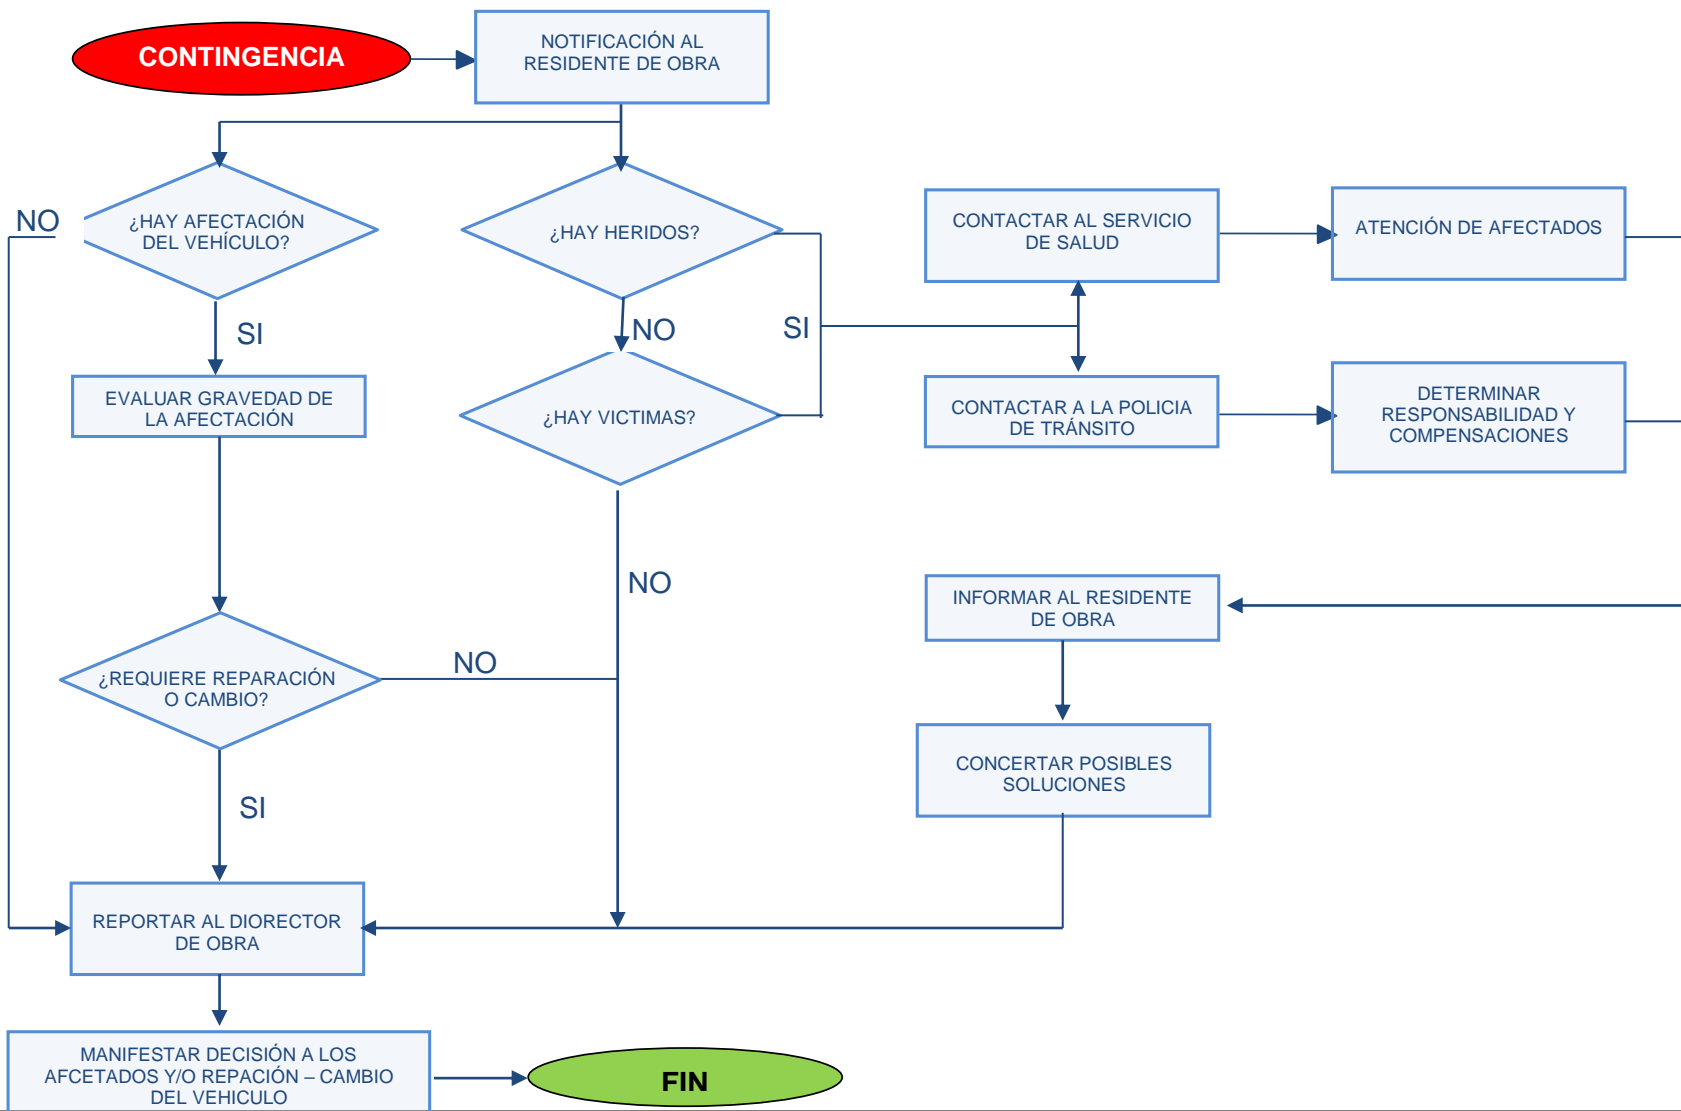 CONTINGENCIA
NOTIFICACIÓN AL
RESIDENTE DE OBRA
NO
¿HAY AFECTACIÓN
DEL VEHÍCULO?
¿HAY HERIDOS?
CONTACTAR AL SERVICIO
DE SALUD
ATENCIÓN DE AFECTADOS
SI
NO
SI
EVALUAR GRAVEDAD DE
LA AFECTACIÓN
¿HAY VICTIMAS?
CONTACTAR A LA POLICIA
DE TRÁNSITO
DETERMINAR
RESPONSABILIDAD Y
COMPENSACIONES
NO
INFORMAR AL RESIDENTE
DE OBRA
¿REQUIERE REPARACIÓN
O CAMBIO?
NO
CONCERTAR POSIBLES
SOLUCIONES
SI
REPORTAR AL DIORECTOR
DE OBRA
MANIFESTAR DECISIÓN A LOS
AFCETADOS Y/O REPACIÓN – CAMBIO
DEL VEHICULO
FIN